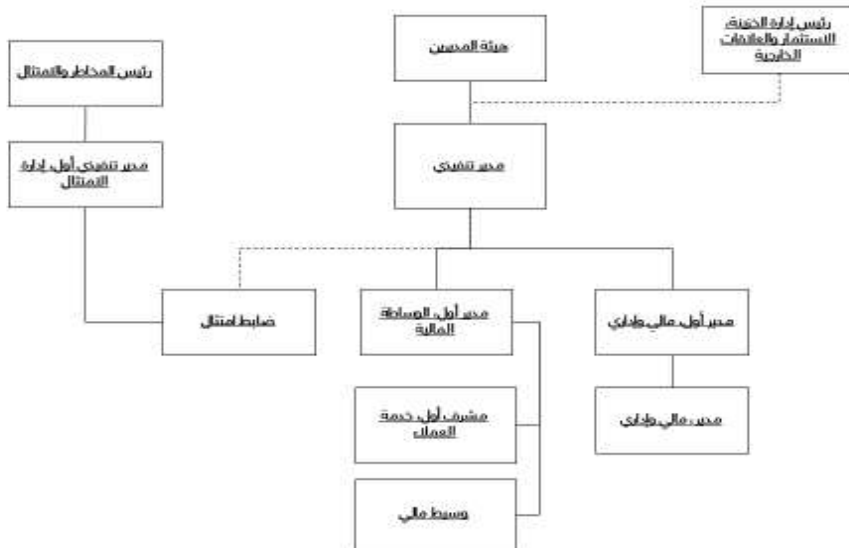 رئيس إدارة الخزينة،
الاستثمار والعلاقات
الخارجية
هيئة المديرين
رئيس المخاطر والامتثال
مدير تنفيذي
مدير تنفيذي أول، إدارة
الامتثال
مدير أول، مالي وإداري
مدير أول، الوساطة
المالية
ضابط امتثال
مدير، مالي وإداري
مشرف أول، خدمة
العملاء
وسيط مالي